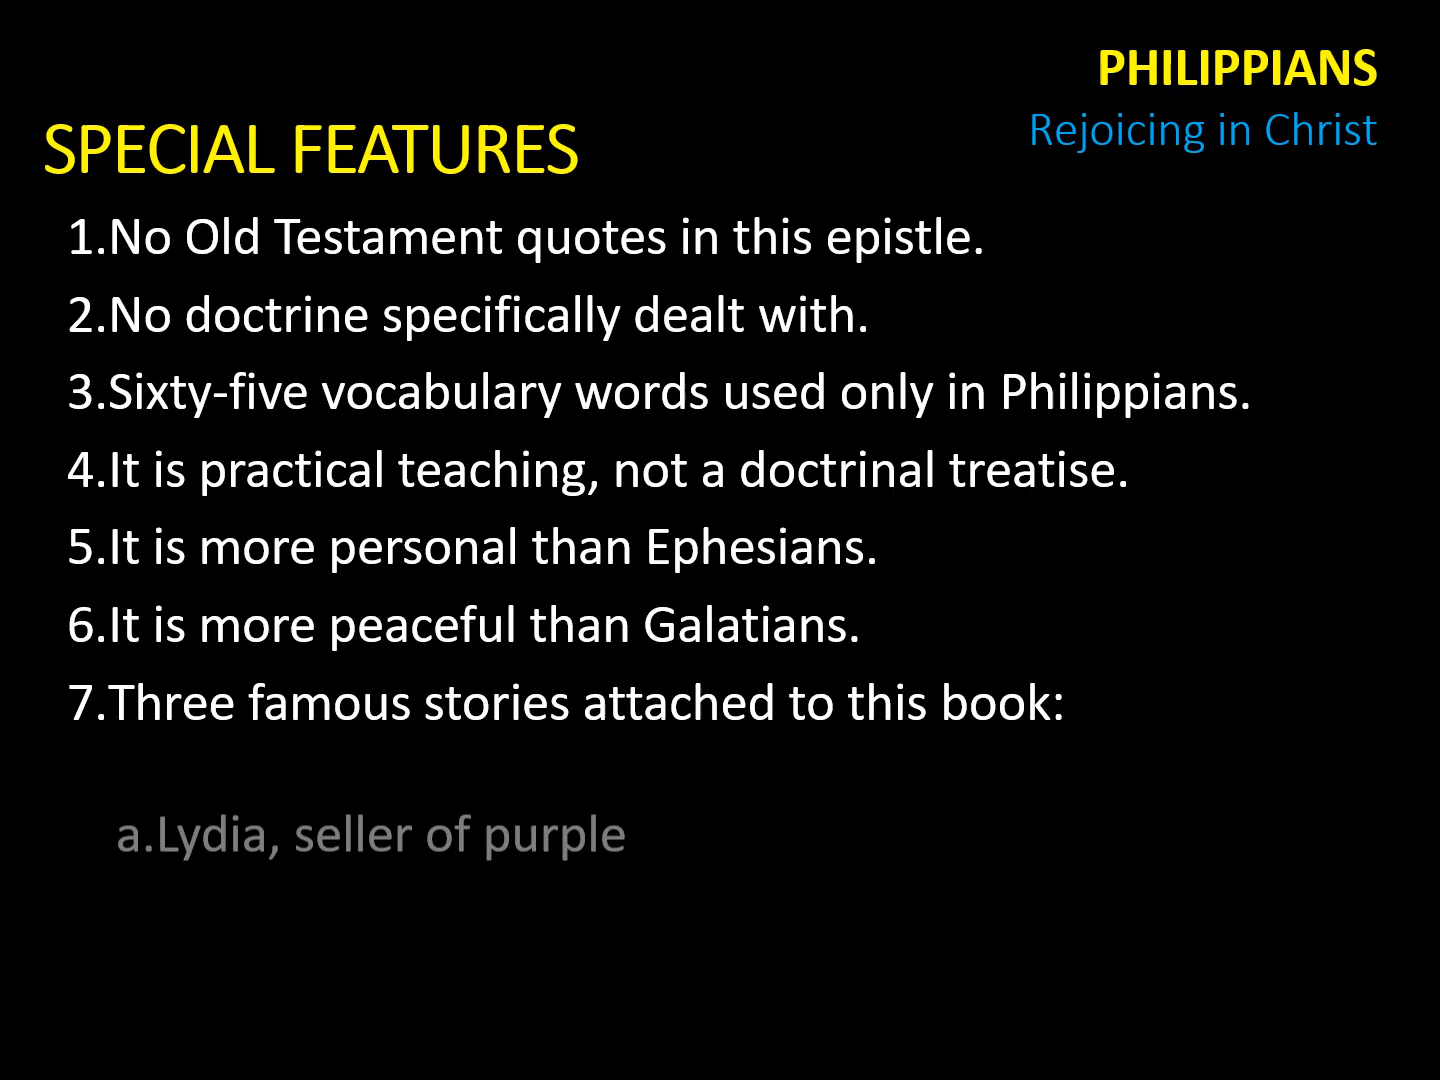 PHILIPPIANS
Rejoicing in Christ
SPECIAL FEATURES
1.No Old Testament quotes in this epistle.
2.No doctrine specifically dealt with.
3.Sixty-five vocabulary words used only in Philippians.
4.It is practical teaching, not a doctrinal treatise.
5.It is more personal than Ephesians.
6.It is more peaceful than Galatians.
7.Three famous stories attached to this book:
a.Lydia, seller of purple